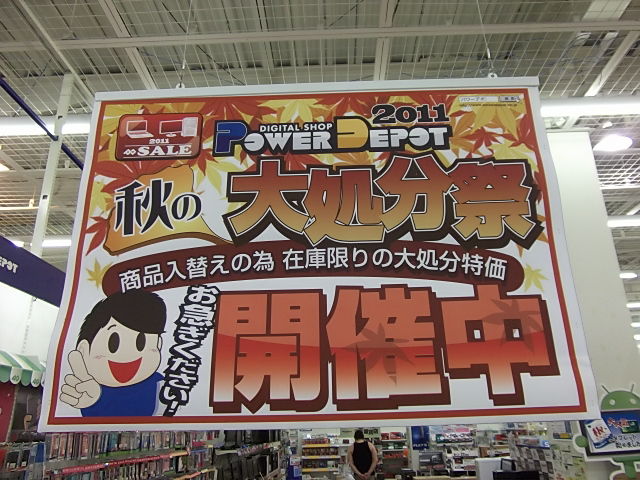 2011
SALE
DIGITAL SHOP
POWER DEPOT
2011
秋の
大処分祭
商品入替えの為 在庫限りの大処分特価
お急ぎください!
開催中
EPOT